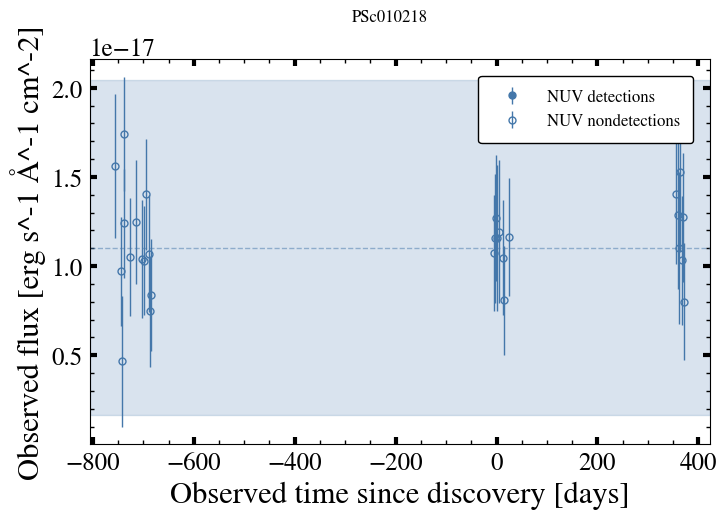 PSc010218
1e−17
2.0
1.5
1.0
0.5
Observed flux [erg s^-1 Å^-1 cm^-2]
NUV detections
NUV nondetections
−800 −600 −400 −200 0 200 400
Observed time since discovery [days]